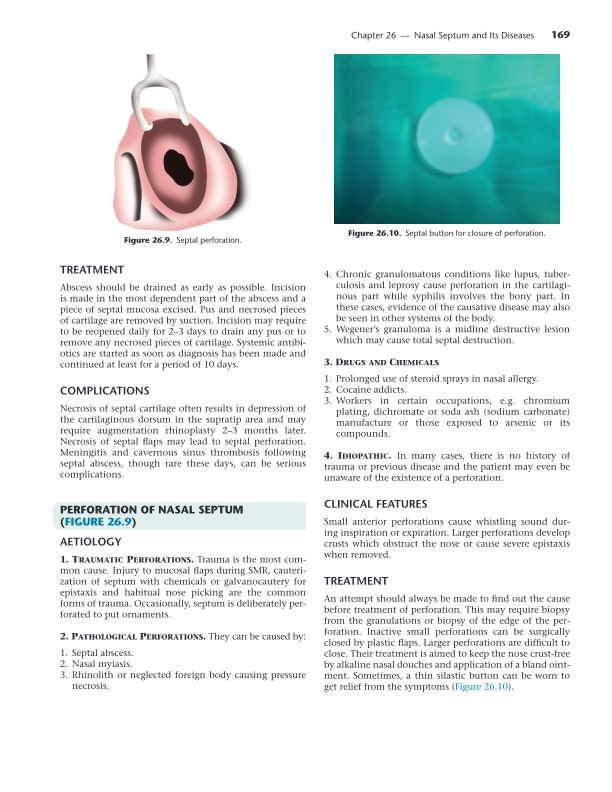 Chapter 26 — Nasal Septum and Its Diseases 169
Figure 26.9. Septal perforation.
TREATMENT
Abscess should be drained as early as possible. Incision
is made in the most dependent part of the abscess and a
piece of septal mucosa excised. Pus and necrosed pieces
of cartilage are removed by suction. Incision may require
to be reopened daily for 2–3 days to drain any pus or to
remove any necrosed pieces of cartilage. Systemic antibi-
otics are started as soon as diagnosis has been made and
continued at least for a period of 10 days.
COMPLICATIONS
Necrosis of septal cartilage often results in depression of
the cartilaginous dorsum in the supratip area and may
require augmentation rhinoplasty 2–3 months later.
Necrosis of septal flaps may lead to septal perforation.
Meningitis and cavernous sinus thrombosis following
septal abscess, though rare these days, can be serious
complications.
PERFORATION OF NASAL SEPTUM
(FIGURE 26.9)
AETIOLOGY
1. Traumatic Perforations. Trauma is the most com-
mon cause. Injury to mucosal flaps during SMR, cauteri-
zation of septum with chemicals or galvanocautery for
epistaxis and habitual nose picking are the common
forms of trauma. Occasionally, septum is deliberately per-
forated to put ornaments.
2. Pathological Perforations. They can be caused by:
1. Septal abscess.
2. Nasal myiasis.
3. Rhinolith or neglected foreign body causing pressure
necrosis.
Figure 26.10. Septal button for closure of perforation.
4. Chronic granulomatous conditions like lupus, tuber-
culosis and leprosy cause perforation in the cartilagi-
nous part while syphilis involves the bony part. In
these cases, evidence of the causative disease may also
be seen in other systems of the body.
5. Wegener's granuloma is a midline destructive lesion
which may cause total septal destruction.
3. Drugs and Chemicals
1. Prolonged use of steroid sprays in nasal allergy.
2. Cocaine addicts.
3. Workers in certain occupations, e.g. chromium
plating, dichromate or soda ash (sodium carbonate)
manufacture or those exposed to arsenic or its
compounds.
4. Idiopathic. In many cases, there is no history of
trauma or previous disease and the patient may even be
unaware of the existence of a perforation.
CLINICAL FEATURES
Small anterior perforations cause whistling sound dur-
ing inspiration or expiration. Larger perforations develop
crusts which obstruct the nose or cause severe epistaxis
when removed.
TREATMENT
An attempt should always be made to find out the cause
before treatment of perforation. This may require biopsy
from the granulations or biopsy of the edge of the per-
foration. Inactive small perforations can be surgically
closed by plastic flaps. Larger perforations are difficult to
close. Their treatment is aimed to keep the nose crust-free
by alkaline nasal douches and application of a bland oint-
ment. Sometimes, a thin silastic button can be worn to
get relief from the symptoms (Figure 26.10).